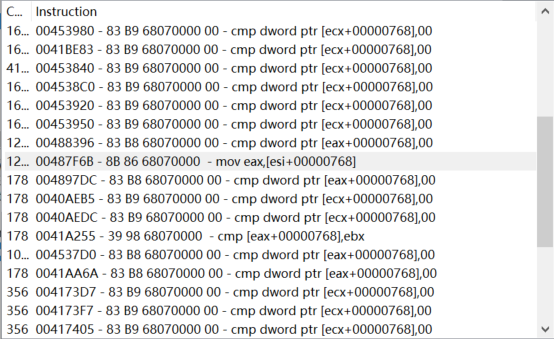 C... Instruction
16... 00453980 - 83 B9 68070000 00 - cmp dword ptr [ecx+00000768],00
16... 0041BE83 - 83 B9 68070000 00 - cmp dword ptr [ecx+00000768],00
41... 00453840 - 83 B9 68070000 00 - cmp dword ptr [ecx+00000768],00
16... 004538C0 - 83 B9 68070000 00 - cmp dword ptr [ecx+00000768],00
16... 00453920 - 83 B9 68070000 00 - cmp dword ptr [ecx+00000768],00
16... 00453950 - 83 B9 68070000 00 - cmp dword ptr [ecx+00000768],00
12... 00488396 - 83 B8 68070000 00 - cmp dword ptr [eax+00000768],00
12... 00487F6B - 8B 86 68070000 - mov eax,[esi+00000768]
178 004897DC - 83 B8 68070000 00 - cmp dword ptr [eax+00000768],00
178 0040AEB5 - 83 B9 68070000 00 - cmp dword ptr [ecx+00000768],00
178 0040AEDC - 83 B9 68070000 00 - cmp dword ptr [ecx+00000768],00
178 0041A255 - 39 98 68070000 - cmp [eax+00000768],ebx
10... 004537D0 - 83 B8 68070000 00 - cmp dword ptr [eax+00000768],00
178 0041AA6A - 83 B8 68070000 00 - cmp dword ptr [eax+00000768],00
356 004173D7 - 83 B9 68070000 00 - cmp dword ptr [ecx+00000768],00
356 004173F7 - 83 B9 68070000 00 - cmp dword ptr [ecx+00000768],00
356 00417405 - 83 B9 68070000 00 - cmp dword ptr [ecx+00000768],00